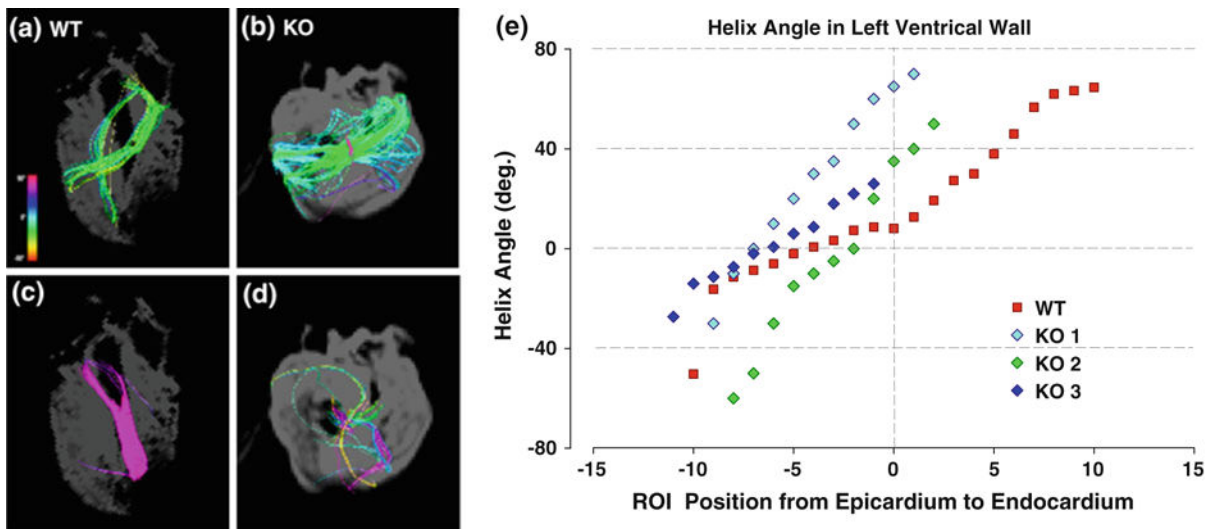 (a) WT
(b) KO
(c)
(d)
(e)
Helix Angle in Left Ventrical Wall
Helix Angle (deg.)
80
40
0
-40
-80
WT
KO 1
KO 2
KO 3
-15 -10 -5 0 5 10 15
ROI Position from Epicardium to Endocardium